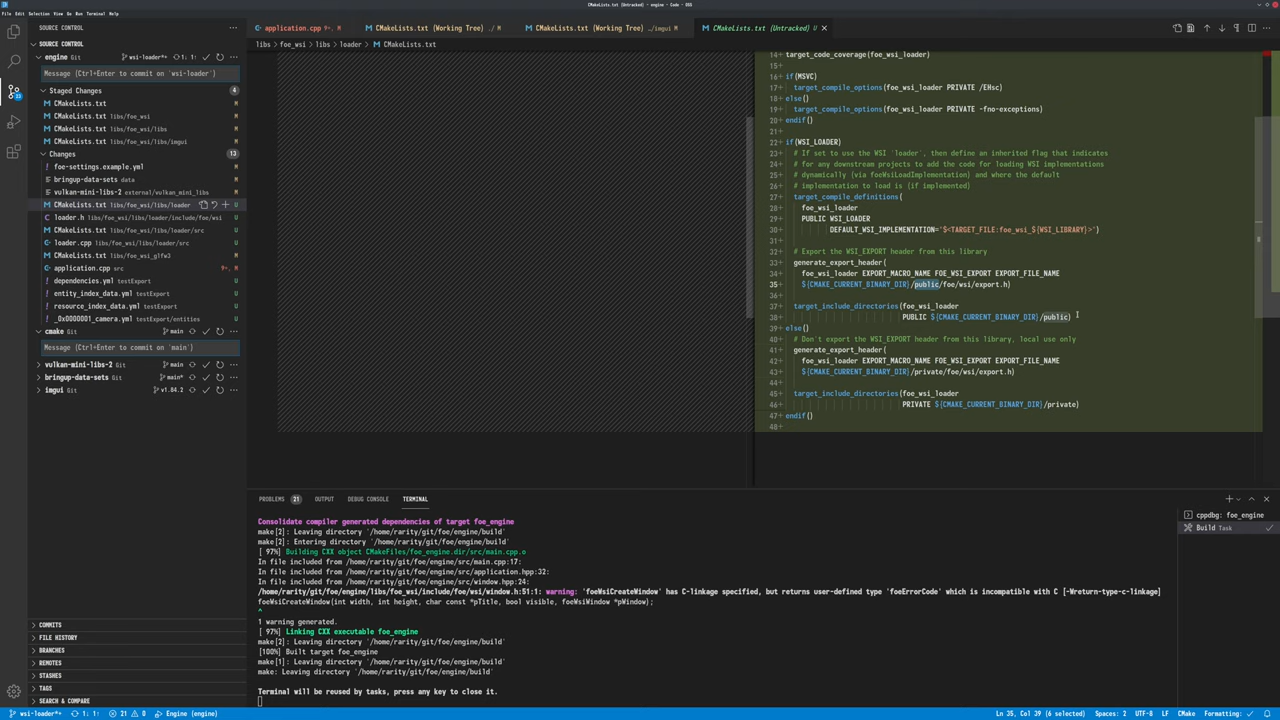 CMakeLists.txt (Untracked) - engine - Code - OSS
File Edit Selection View Go Run Terminal Help
SOURCE CONTROL
application.cpp 9+, M
CMakeLists.txt (Working Tree) ./ M
CMakeLists.txt (Working Tree) .../imgui M
CMakeLists.txt (Untracked) U
libs > foe_wsi > libs > loader > CMakeLists.txt
SOURCE CONTROL
engine Git wsi-loader*+ 1↓ 1↑
Message (Ctrl+Enter to commit on 'wsi-loader')
Staged Changes 4
CMakeLists.txt M
CMakeLists.txt libs/foe_wsi M
CMakeLists.txt libs/foe_wsi/libs M
CMakeLists.txt libs/imgui M
Changes 13
foe-settings.example.yml U
bringup-data-sets data
vulkan-mini-libs-2 external/vulkan_mini_libs
CMakeLists.txt libs/foe_wsi/libs/loader U
loader.h libs/foe_wsi/libs/loader/include/foe/wsi U
CMakeLists.txt libs/foe_wsi/libs/loader/src U
loader.cpp libs/foe_wsi/libs/loader/src U
CMakeLists.txt libs/foe_wsi_glfw3 U
application.cpp src 9+, M
dependencies.yml testExport U
entity_index_data.yml testExport U
resource_index_data.yml testExport U
_0x0000001_camera.yml testExport/entities U
cmake Git main
Message (Ctrl+Enter to commit on 'main')
vulkan-mini-libs-2 Git main
bringup-data-sets Git main*
imgui Git v1.84.2
COMMITS
FILE HISTORY
BRANCHES
REMOTES
STASHES
TAGS
SEARCH & COMPARE
14+ target_code_coverage(foe_wsi_loader)
15+
16+ if(MSVC)
17+ target_compile_options(foe_wsi_loader PRIVATE /EHsc)
18+ else()
19+ target_compile_options(foe_wsi_loader PRIVATE -fno-exceptions)
20+ endif()
21+
22+ if(WSI_LOADER)
23+ # If set to use the WSI 'loader', then define an inherited flag that indicates
24+ # for any downstream projects to add the code for loading WSI implementations
25+ # dynamically (via foeWsiLoadImplementation) and where the default
26+ # implementation to load is (if implemented)
27+ target_compile_definitions(
28+ foe_wsi_loader
29+ PUBLIC WSI_LOADER
30+ DEFAULT_WSI_IMPLEMENTATION="$<TARGET_FILE:foe_wsi_${WSI_LIBRARY}>")
31+
32+ # Export the WSI_EXPORT header from this library
33+ generate_export_header(
34+ foe_wsi_loader EXPORT_MACRO_NAME FOE_WSI_EXPORT EXPORT_FILE_NAME
35+ ${CMAKE_CURRENT_BINARY_DIR}/public/foe/wsi/export.h)
36+
37+ target_include_directories(foe_wsi_loader
38+ PUBLIC ${CMAKE_CURRENT_BINARY_DIR}/public)
39+ else()
40+ # Don't export the WSI_EXPORT header from this library, local use only
41+ generate_export_header(
42+ foe_wsi_loader EXPORT_MACRO_NAME FOE_WSI_EXPORT EXPORT_FILE_NAME
43+ ${CMAKE_CURRENT_BINARY_DIR}/private/foe/wsi/export.h)
44+
45+ target_include_directories(foe_wsi_loader
46+ PRIVATE ${CMAKE_CURRENT_BINARY_DIR}/private)
47+ endif()
48
PROBLEMS 21 OUTPUT DEBUG CONSOLE TERMINAL
Consolidate compiler generated dependencies of target foe_engine
make[2]: Leaving directory '/home/rarity/git/foe/engine/build'
make[2]: Entering directory '/home/rarity/git/foe/engine/build'
[ 97%] Building CXX object CMakeFiles/foe_engine.dir/src/main.cpp.o
In file included from /home/rarity/git/foe/engine/src/main.cpp:17:
In file included from /home/rarity/git/foe/engine/src/application.hpp:32:
In file included from /home/rarity/git/foe/engine/src/window.hpp:24:
/home/rarity/git/foe/engine/libs/foe_wsi/include/foe/wsi/window.h:51:1: warning: 'foeWsiCreateWindow' has C-linkage specified, but returns user-defined type 'foeErrorCode' which is incompatible with C [-Wreturn-type-c-linkage]
foeWsiCreateWindow(int width, int height, char const *pTitle, bool visible, foeWsiWindow *pWindow);
^
1 warning generated.
[ 97%] Linking CXX executable foe_engine
make[2]: Leaving directory '/home/rarity/git/foe/engine/build'
[100%] Built target foe_engine
make[1]: Leaving directory '/home/rarity/git/foe/engine/build'
make: Leaving directory '/home/rarity/git/foe/engine/build'
Terminal will be reused by tasks, press any key to close it.
cppdbg: foe_engine
Build Task
wsi-loader*+ 1↓ 1↑ 21 0 Engine (engine)
Ln 35, Col 39 (6 selected) Spaces: 2 UTF-8 LF CMake Formatting: